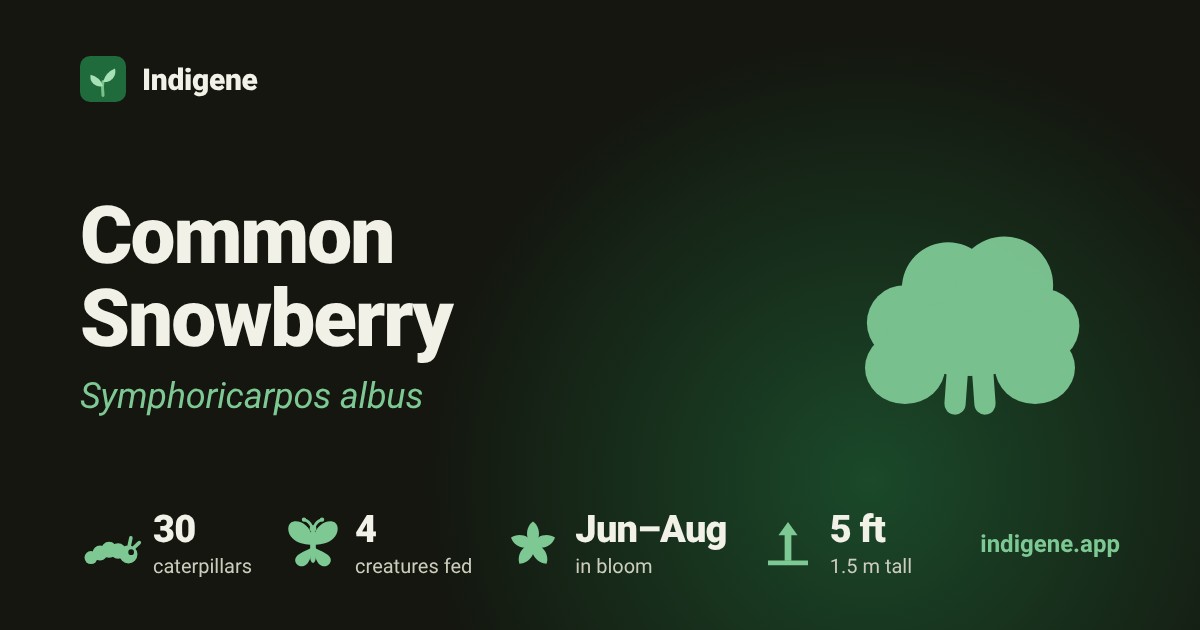 Indigene
Common
Snowberry
Symphoricarpos albus
30
caterpillars
4
creatures fed
Jun–Aug
in bloom
5 ft
1.5 m tall
indigene.app